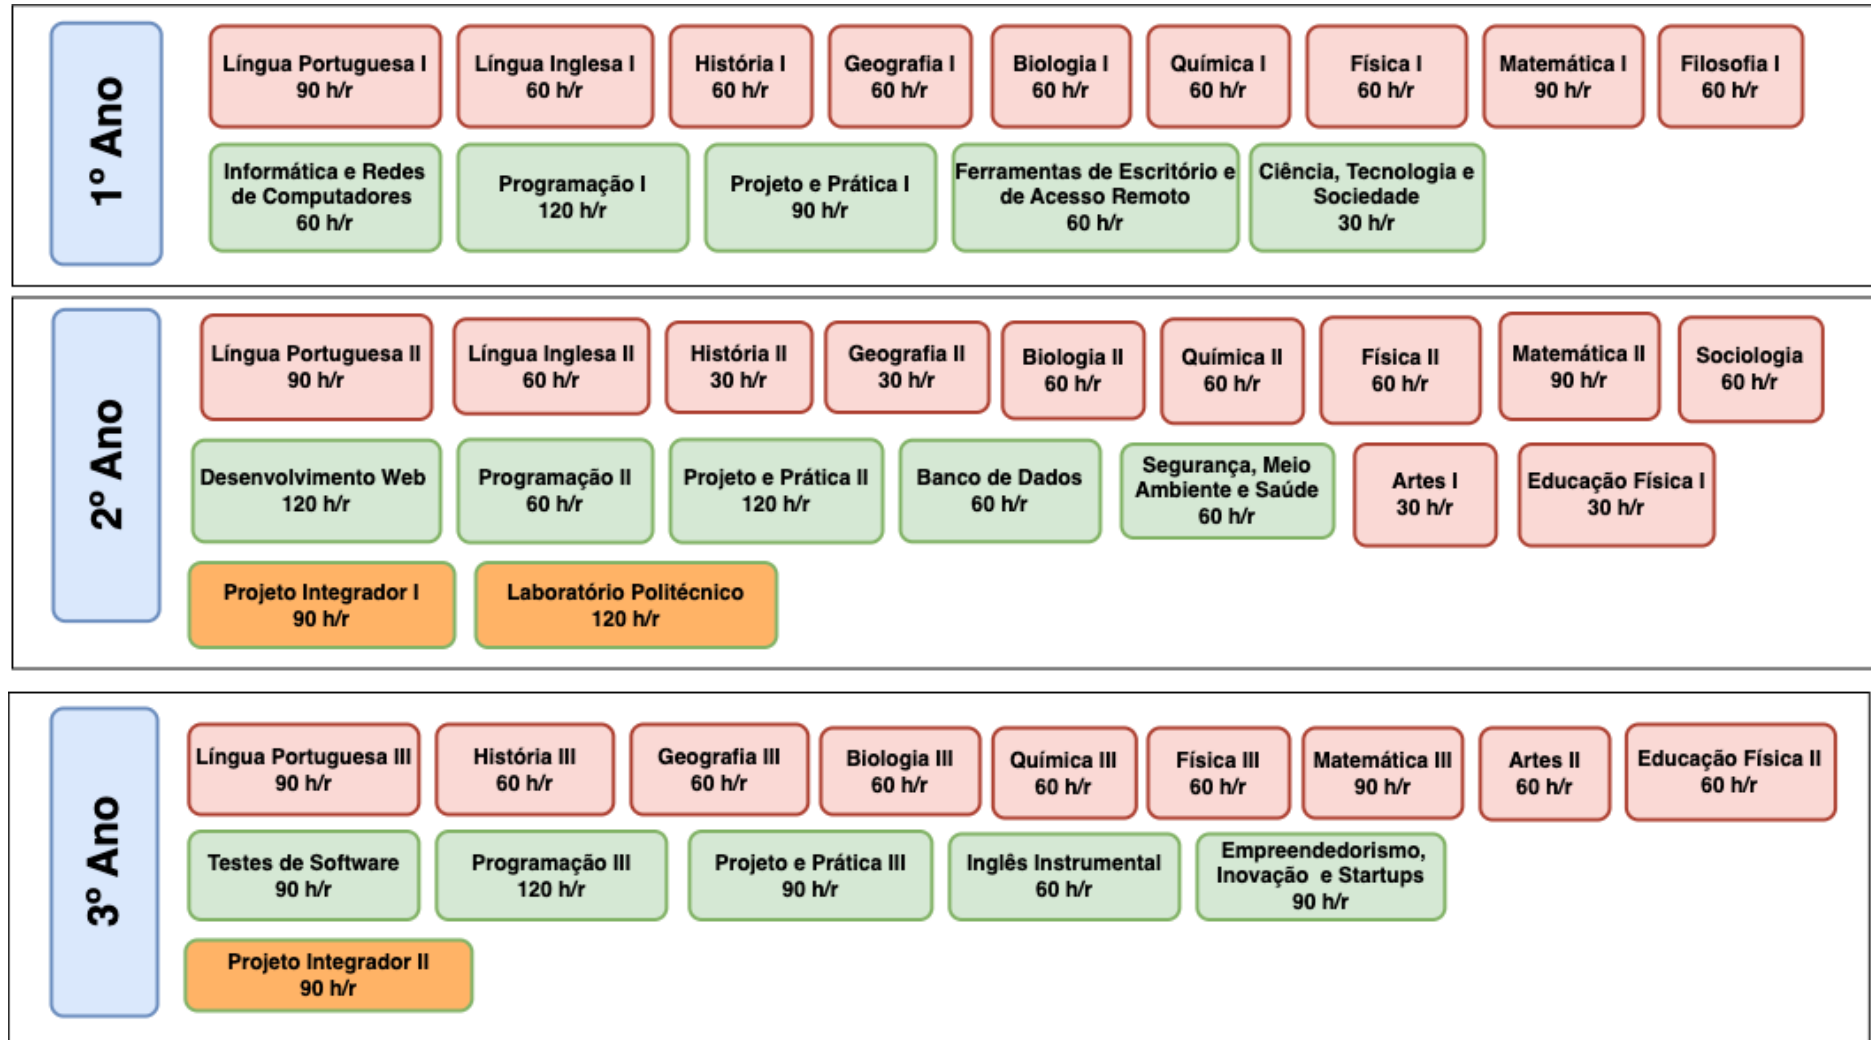 1º Ano
Língua Portuguesa I
90 h/r
Língua Inglesa I
60 h/r
História I
60 h/r
Geografia I
60 h/r
Biologia I
60 h/r
Química I
60 h/r
Física I
60 h/r
Matemática I
90 h/r
Filosofia I
60 h/r
Informática e Redes
de Computadores
60 h/r
Programação I
120 h/r
Projeto e Prática I
90 h/r
Ferramentas de Escritório e
de Acesso Remoto
60 h/r
Ciência, Tecnologia e
Sociedade
30 h/r
2º Ano
Língua Portuguesa II
90 h/r
Língua Inglesa II
60 h/r
História II
30 h/r
Geografia II
30 h/r
Biologia II
60 h/r
Química II
60 h/r
Física II
60 h/r
Matemática II
90 h/r
Sociologia
60 h/r
Desenvolvimento Web
120 h/r
Programação II
60 h/r
Projeto e Prática II
120 h/r
Banco de Dados
60 h/r
Segurança, Meio
Ambiente e Saúde
60 h/r
Artes I
30 h/r
Educação Física I
30 h/r
Projeto Integrador I
90 h/r
Laboratório Politécnico
120 h/r
3º Ano
Língua Portuguesa III
90 h/r
História III
60 h/r
Geografia III
60 h/r
Biologia III
60 h/r
Química III
60 h/r
Física III
60 h/r
Matemática III
90 h/r
Artes II
60 h/r
Educação Física II
60 h/r
Testes de Software
90 h/r
Programação III
120 h/r
Projeto e Prática III
90 h/r
Inglês Instrumental
60 h/r
Empreendedorismo,
Inovação e Startups
90 h/r
Projeto Integrador II
90 h/r